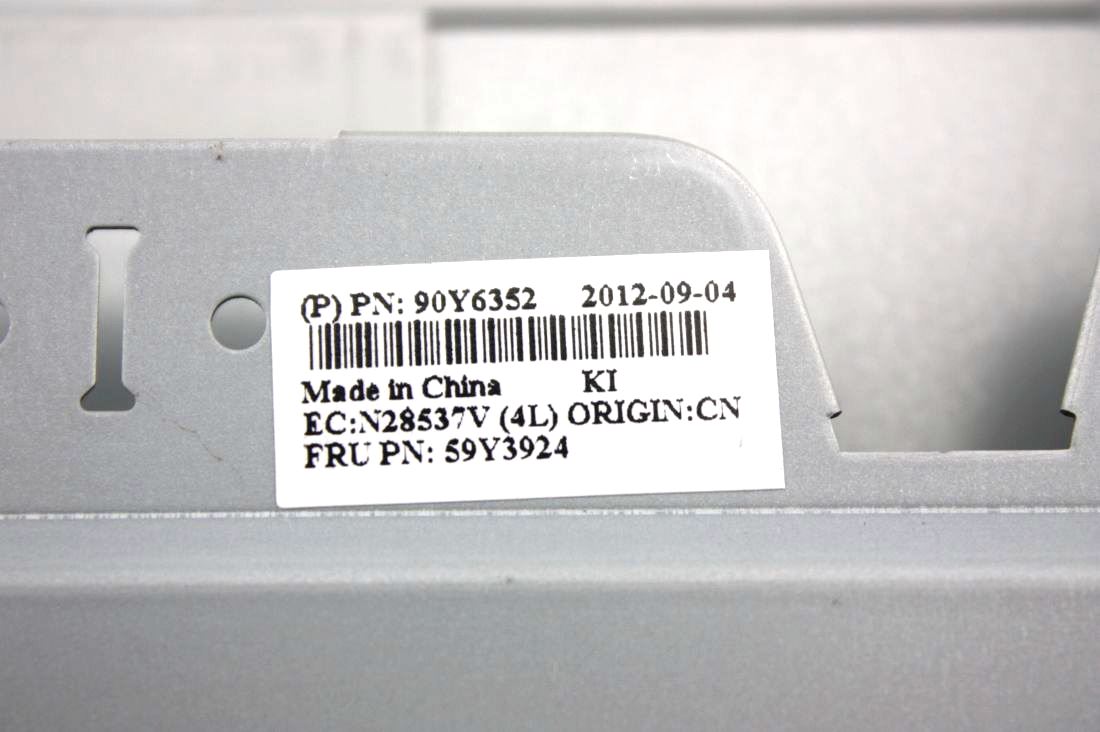 (P) PN: 90Y6352 2012-09-04
Made in China KI
EC:N28537V (4L) ORIGIN:CN
FRU PN: 59Y3924